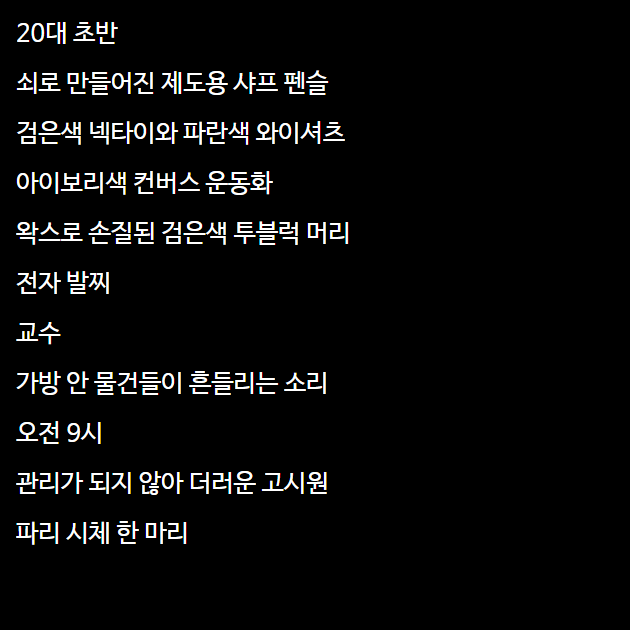 20대 초반
쇠로 만들어진 제도용 샤프 펜슬
검은색 넥타이와 파란색 와이셔츠
아이보리색 컨버스 운동화
왁스로 손질된 검은색 투블럭 머리
전자 발찌
교수
가방 안 물건들이 흔들리는 소리
오전 9시
관리가 되지 않아 더러운 고시원
파리 시체 한 마리